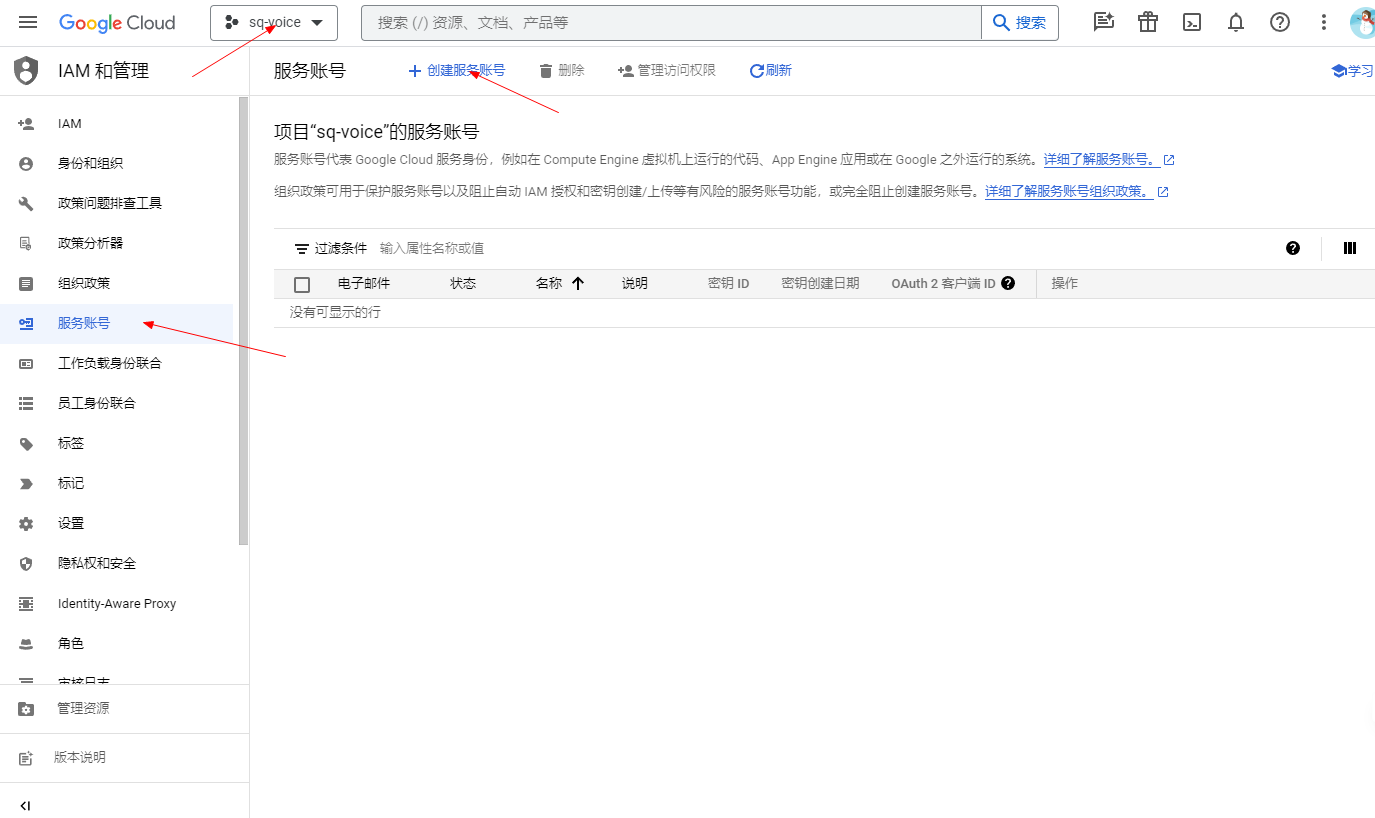 Google Cloud
sq-voice
搜索 (/) 资源、文档、产品等
搜索
IAM 和管理
服务账号
创建服务账号
删除
管理访问权限
刷新
学习
IAM
身份和组织
政策问题排查工具
政策分析器
组织政策
服务账号
工作负载身份联合
员工身份联合
标签
标记
设置
隐私权和安全
Identity-Aware Proxy
角色
审核日志
管理资源
版本说明
项目“sq-voice”的服务账号
服务账号代表 Google Cloud 服务身份，例如在 Compute Engine 虚拟机上运行的代码、App Engine 应用或在 Google 之外运行的系统。详细了解服务账号。
组织政策可用于保护服务账号以及阻止自动 IAM 授权和密钥创建/上传等有风险的服务账号功能，或完全阻止创建服务账号。详细了解服务账号组织政策。
过滤条件 输入属性名称或值
电子邮件 状态 名称 说明 密钥 ID 密钥创建日期 OAuth 2 客户端 ID 操作
没有可显示的行